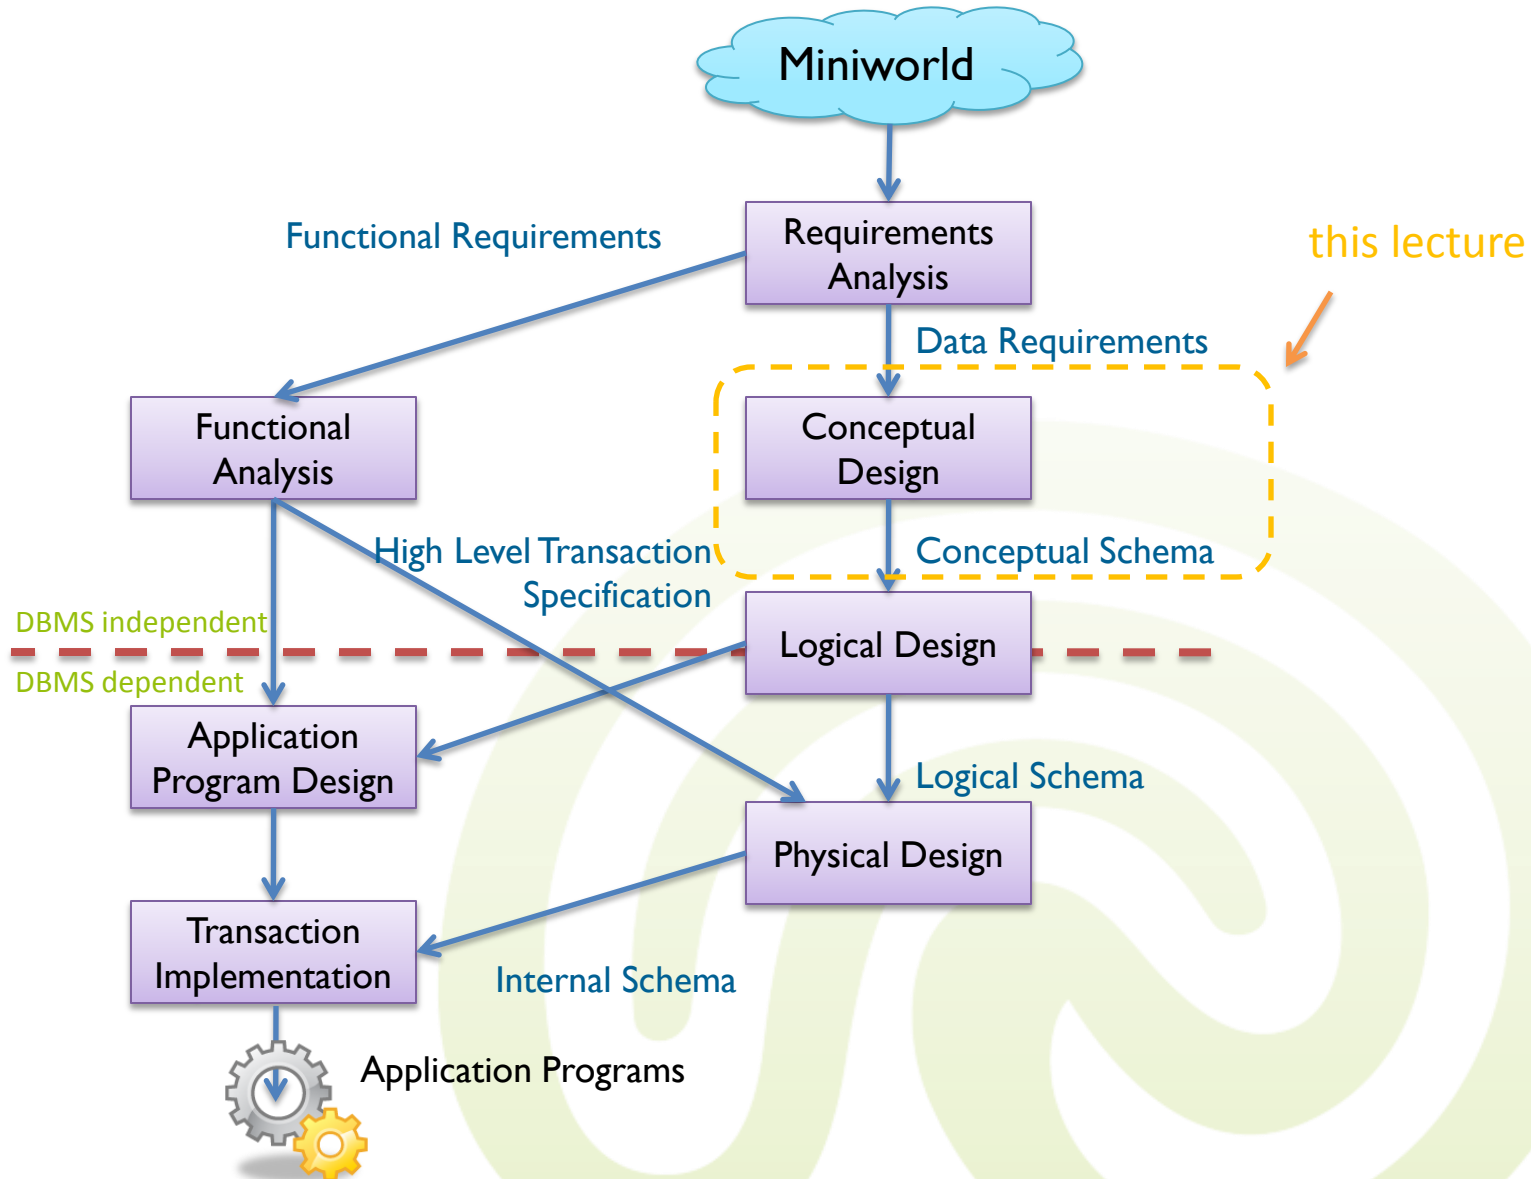 Miniworld
Functional Requirements
Requirements
Analysis
this lecture
Data Requirements
Functional
Analysis
Conceptual
Design
High Level Transaction
Specification
Conceptual Schema
DBMS independent
Logical Design
DBMS dependent
Application
Program Design
Logical Schema
Physical Design
Transaction
Implementation
Internal Schema
Application Programs